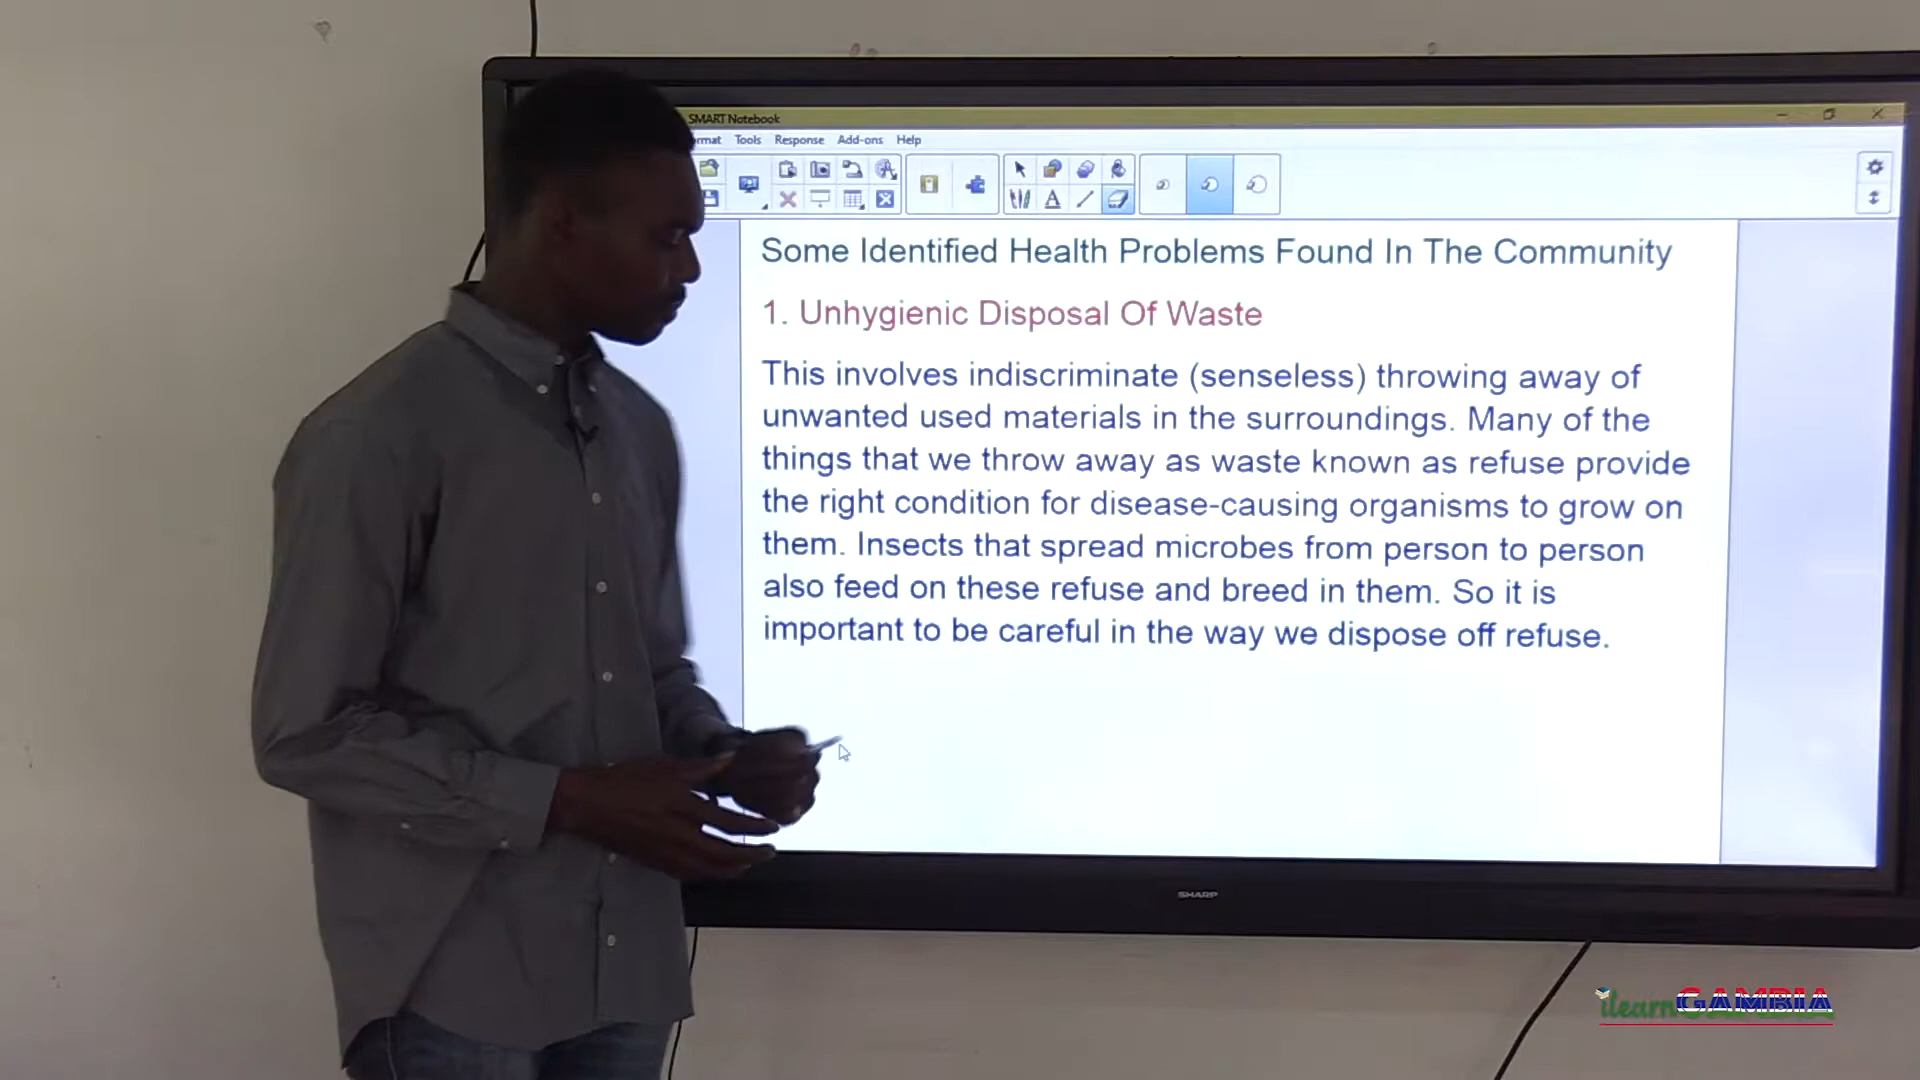 SMART Notebook
Tools Response Add-ons Help
Some Identified Health Problems Found In The Community
1. Unhygienic Disposal Of Waste
This involves indiscriminate (senseless) throwing away of
unwanted used materials in the surroundings. Many of the
things that we throw away as waste known as refuse provide
the right condition for disease-causing organisms to grow on
them. Insects that spread microbes from person to person
also feed on these refuse and breed in them. So it is
important to be careful in the way we dispose off refuse.
SHARP
ilearnGAMBIA